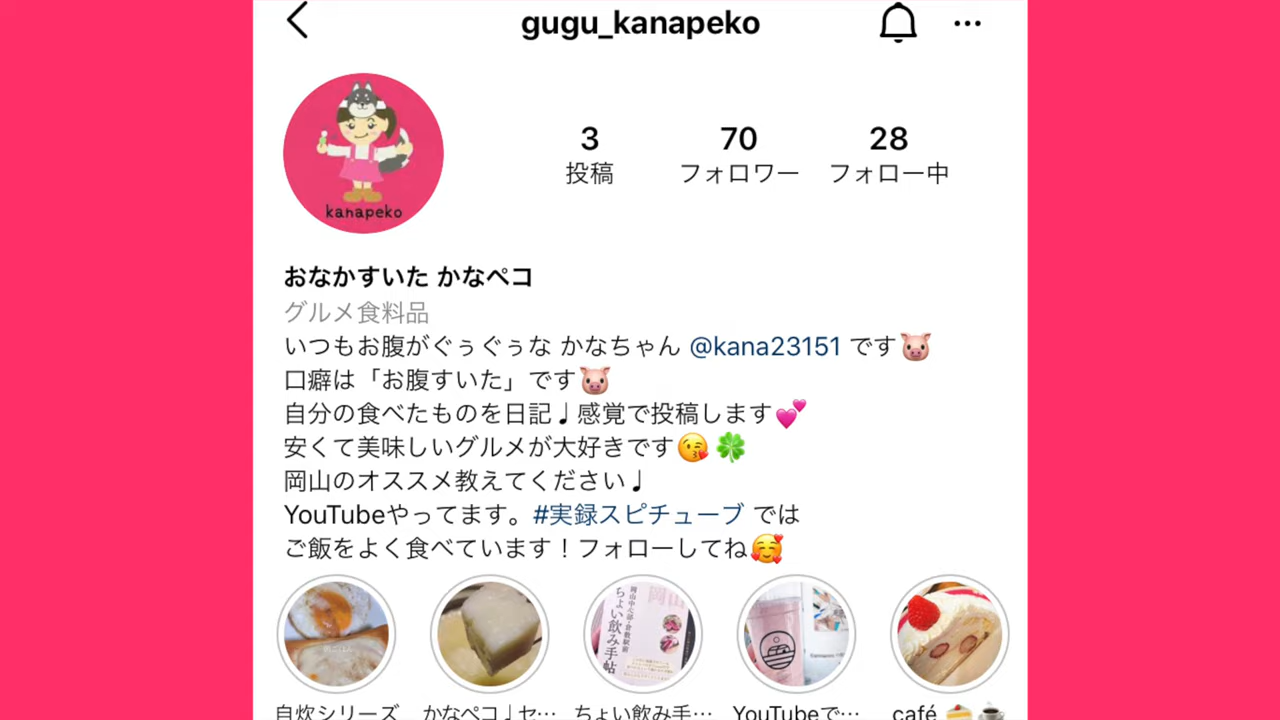 gugu_kanapeko
kanapeko
3
投稿
70
フォロワー
28
フォロー中
おなかすいた かなペコ
グルメ食料品
いつもお腹がぐぅぐぅな かなちゃん @kana23151 です🐷
口癖は「お腹すいた」です🐷
自分の食べたものを日記♩感覚で投稿します💕
安くて美味しいグルメが大好きです😘🍀
岡山のオススメ教えてください♩
YouTubeやってます。#実録スピチューブ では
ご飯をよく食べています！フォローしてね🥰
岡山
ちょい飲み手帖
自炊シリーズ
かなペコ♩セ…
ちょい飲み手…
YouTubeで…
café 🍰☕